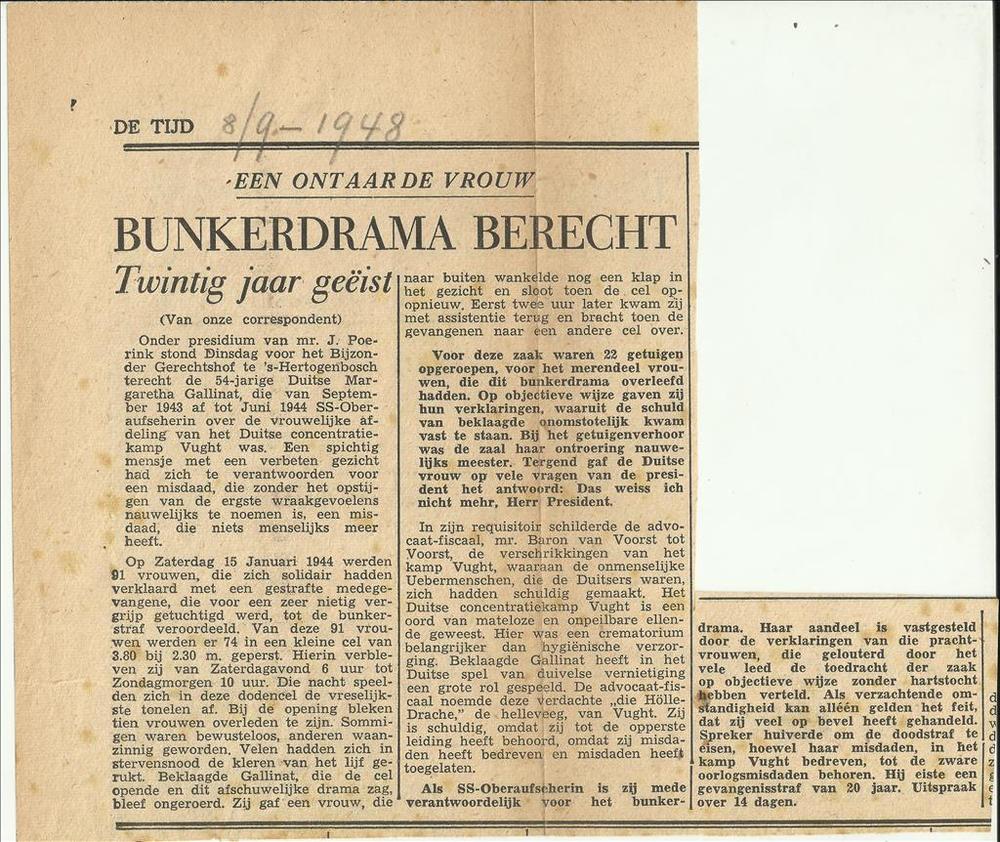 DE TIJD 8/9-1948
EEN ONTAARDE VROUW
BUNKERDRAMA BERECHT
Twintig jaar geëist
(Van onze correspondent)
Onder presidium van mr. J. Poe-
rink stond Dinsdag voor het Bijzon-
der Gerechtshof te 's-Hertogenbosch
terecht de 54-jarige Duitse Mar-
garetha Gallinat, die van Septem-
ber 1943 af tot Juni 1944 SS-Ober-
aufseherin over de vrouwelijke af-
deling van het Duitse concentratie-
kamp Vught was. Een spichtig
mensje met een verbeten gezicht
had zich te verantwoorden voor
een misdaad, die zonder het opstij-
gen van de ergste wraakgevoelens
nauwelijks te noemen is, een mis-
daad, die niets menselijks meer
heeft.
Op Zaterdag 15 Januari 1944 werden
91 vrouwen, die zich solidair hadden
verklaard met een gestrafte medege-
vangene, die voor een zeer nietig ver-
grijp getuchtigd werd, tot de bunker-
straf veroordeeld. Van deze 91 vrou-
wen werden er 74 in een kleine cel van
3.80 bij 2.30 m. geperst. Hierin verble-
ven zij van Zaterdagavond 6 uur tot
Zondagmorgen 10 uur. Die nacht speel-
den zich in deze dodencel de vreselijk-
ste tonelen af. Bij de opening bleken
tien vrouwen overleden te zijn. Sommi-
gen waren bewusteloos, anderen waan-
zinnig geworden. Velen hadden zich in
stervensnood de kleren van het lijf ge-
rukt. Beklaagde Gallinat, die de cel
opende en dit afschuwelijke drama zag,
bleef ongeroerd. Zij gaf een vrouw, die
naar buiten wankelde nog een klap in
het gezicht en sloot toen de cel op-
opnieuw. Eerst twee uur later kwam zij
met assistentie terug en bracht toen de
gevangenen naar een andere cel over.
Voor deze zaak waren 22 getuigen
opgeroepen, voor het merendeel vrou-
wen, die dit bunkerdrama overleefd
hadden. Op objectieve wijze gaven zij
hun verklaringen, waaruit de schuld
van beklaagde onomstotelijk kwam
vast te staan. Bij het getuigenverhoor
was de zaal haar ontroering nauwe-
lijks meester. Tergend gaf de Duitse
vrouw op vele vragen van de presi-
dent het antwoord: Das weiss ich
nicht mehr, Herr President.
In zijn requisitoir schilderde de advo-
caat-fiscaal, mr. Baron van Voorst tot
Voorst, de verschrikkingen van het
kamp Vught, waaraan de onmenselijke
Uebermenschen, die de Duitsers waren,
zich hadden schuldig gemaakt. Het
Duitse concentratiekamp Vught is een
oord van mateloze en onpeilbare ellen-
de geweest. Hier was een crematorium
belangrijker dan hygiënische verzor-
ging. Beklaagde Gallinat heeft in het
Duitse spel van duivelse vernietiging
een grote rol gespeeld. De advocaat-fis-
caal noemde deze verdachte „die Hölle-
Drache,” de helleveeg, van Vught. Zij
is schuldig, omdat zij tot de opperste
leiding heeft behoord, omdat zij misda-
den heeft bedreven en misdaden heeft
toegelaten.
Als SS-Oberaufseherin is zij mede
verantwoordelijk voor het bunker-
drama. Haar aandeel is vastgesteld
door de verklaringen van die pracht-
vrouwen, die gelouterd door het
vele leed de toedracht der zaak
op objectieve wijze zonder hartstocht
hebben verteld. Als verzachtende om-
standigheid kan alléén gelden het feit,
dat zij veel op bevel heeft gehandeld.
Spreker huiverde om de doodstraf te
eisen, hoewel haar misdaden, in het
kamp Vught bedreven, tot de zware
oorlogsmisdaden behoren. Hij eiste een
gevangenisstraf van 20 jaar. Uitspraak
over 14 dagen.